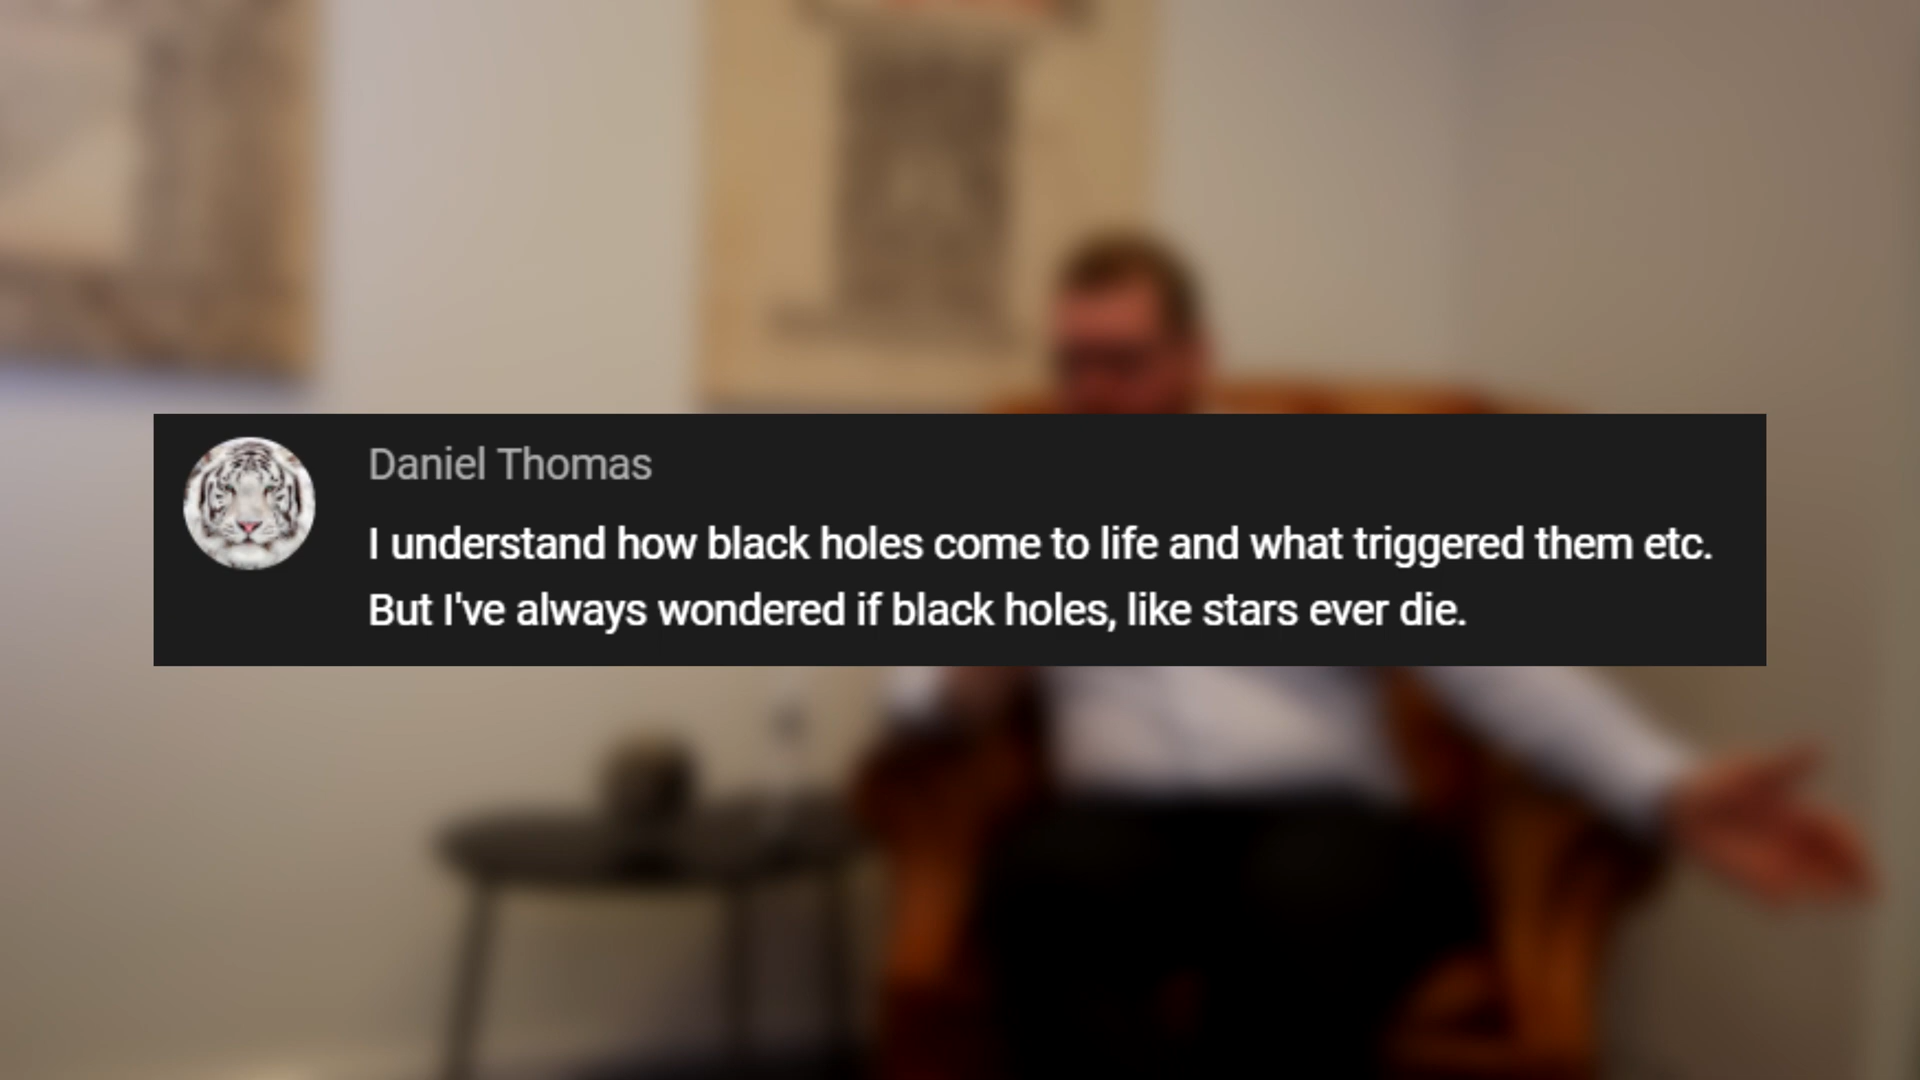 Daniel Thomas
I understand how black holes come to life and what triggered them etc.
But I've always wondered if black holes, like stars ever die.